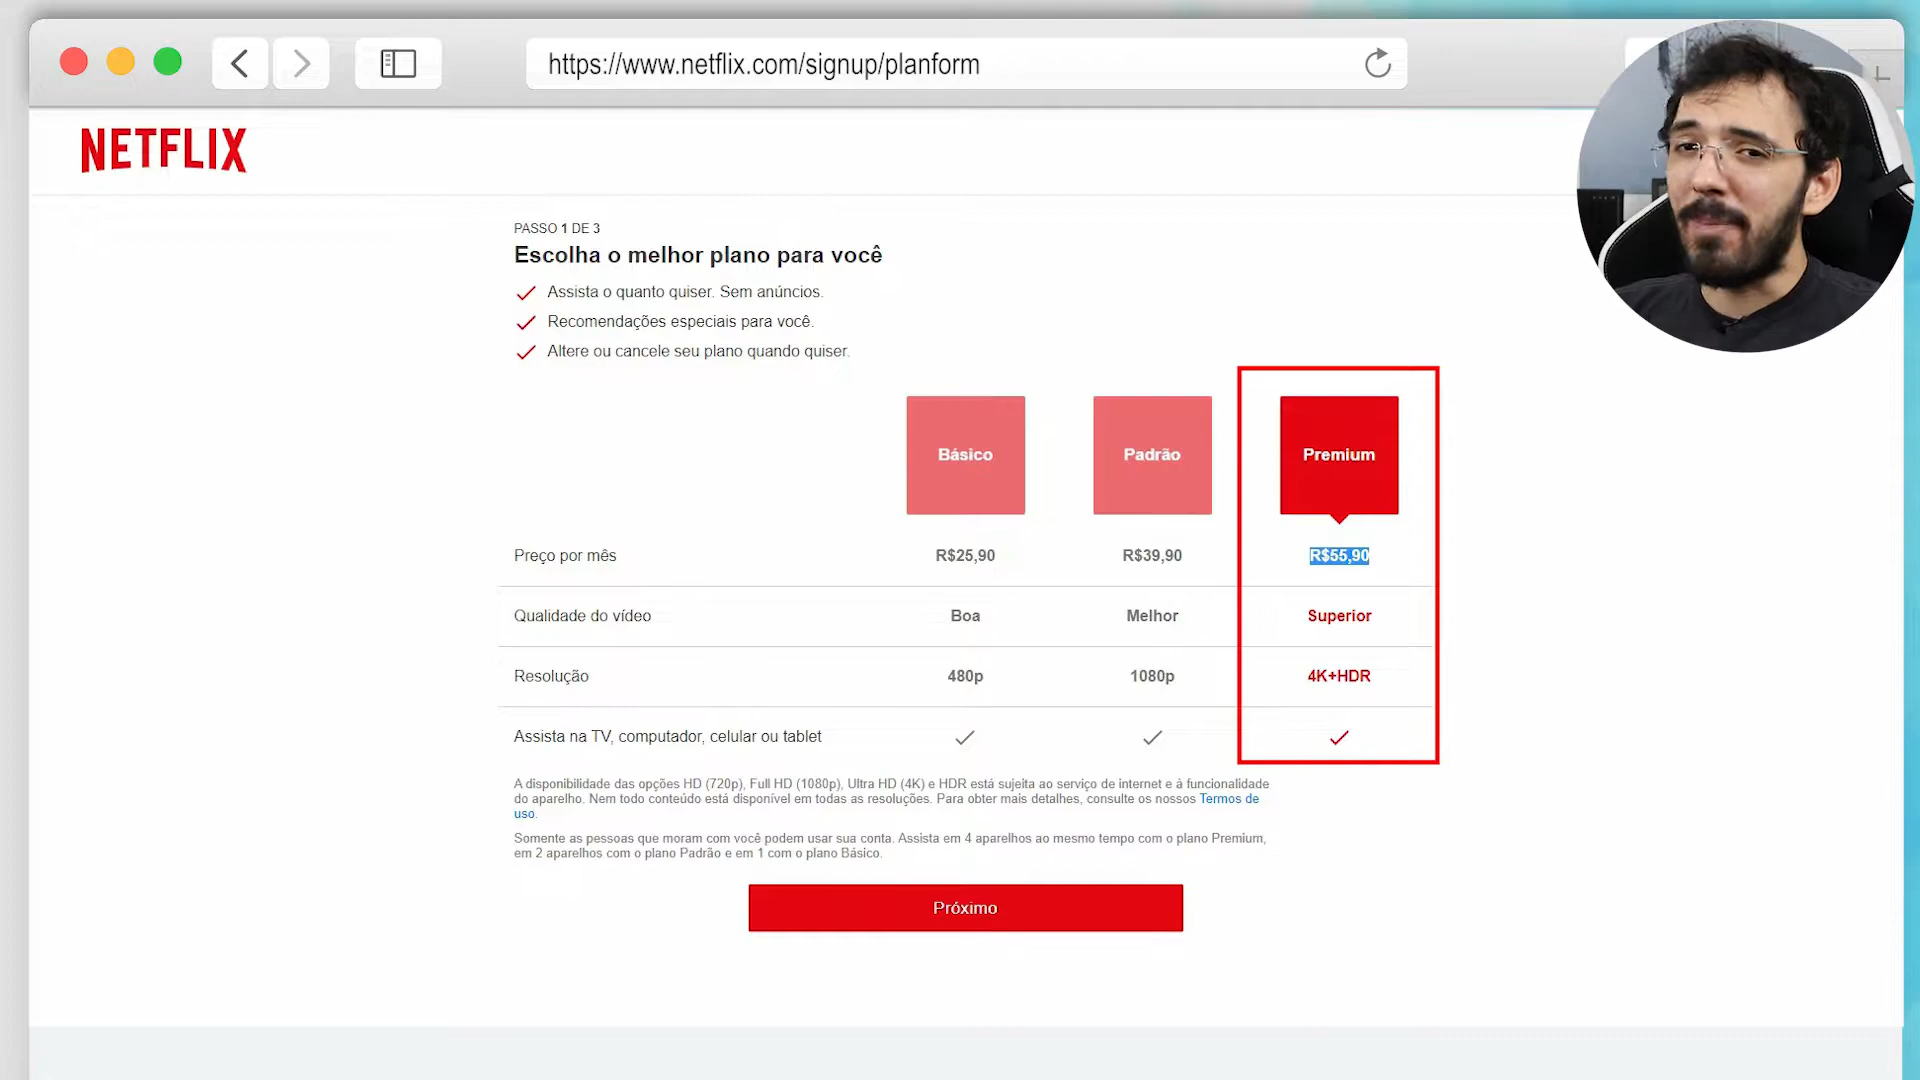 https://www.netflix.com/signup/planform
NETFLIX
PASSO 1 DE 3
Escolha o melhor plano para você
Assista o quanto quiser. Sem anúncios.
Recomendações especiais para você.
Altere ou cancele seu plano quando quiser.
Básico Padrão Premium
Preço por mês R$25,90 R$39,90 R$55,90
Qualidade do vídeo Boa Melhor Superior
Resolução 480p 1080p 4K+HDR
Assista na TV, computador, celular ou tablet
A disponibilidade das opções HD (720p), Full HD (1080p), Ultra HD (4K) e HDR está sujeita ao serviço de internet e à funcionalidade
do aparelho. Nem todo conteúdo está disponível em todas as resoluções. Para obter mais detalhes, consulte os nossos Termos de
uso.
Somente as pessoas que moram com você podem usar sua conta. Assista em 4 aparelhos ao mesmo tempo com o plano Premium,
em 2 aparelhos com o plano Padrão e em 1 com o plano Básico.
Próximo